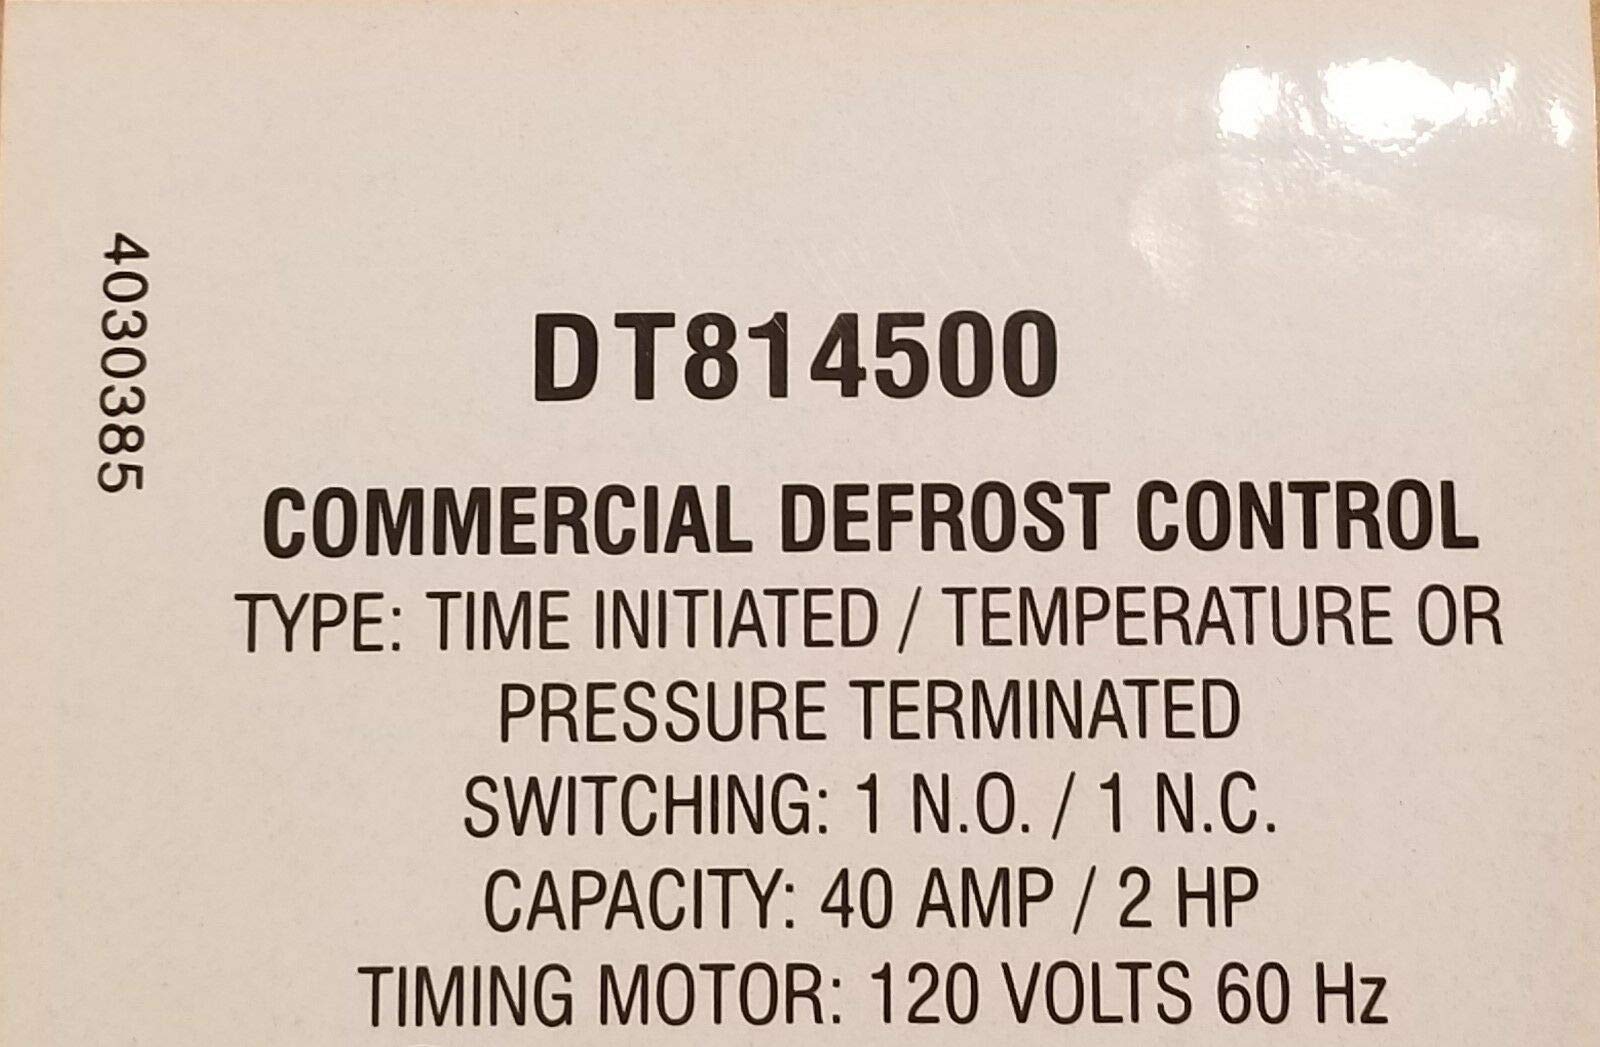 4030385
DT814500
COMMERCIAL DEFROST CONTROL
TYPE: TIME INITIATED / TEMPERATURE OR
PRESSURE TERMINATED
SWITCHING: 1 N.O. / 1 N.C.
CAPACITY: 40 AMP / 2 HP
TIMING MOTOR: 120 VOLTS 60 Hz